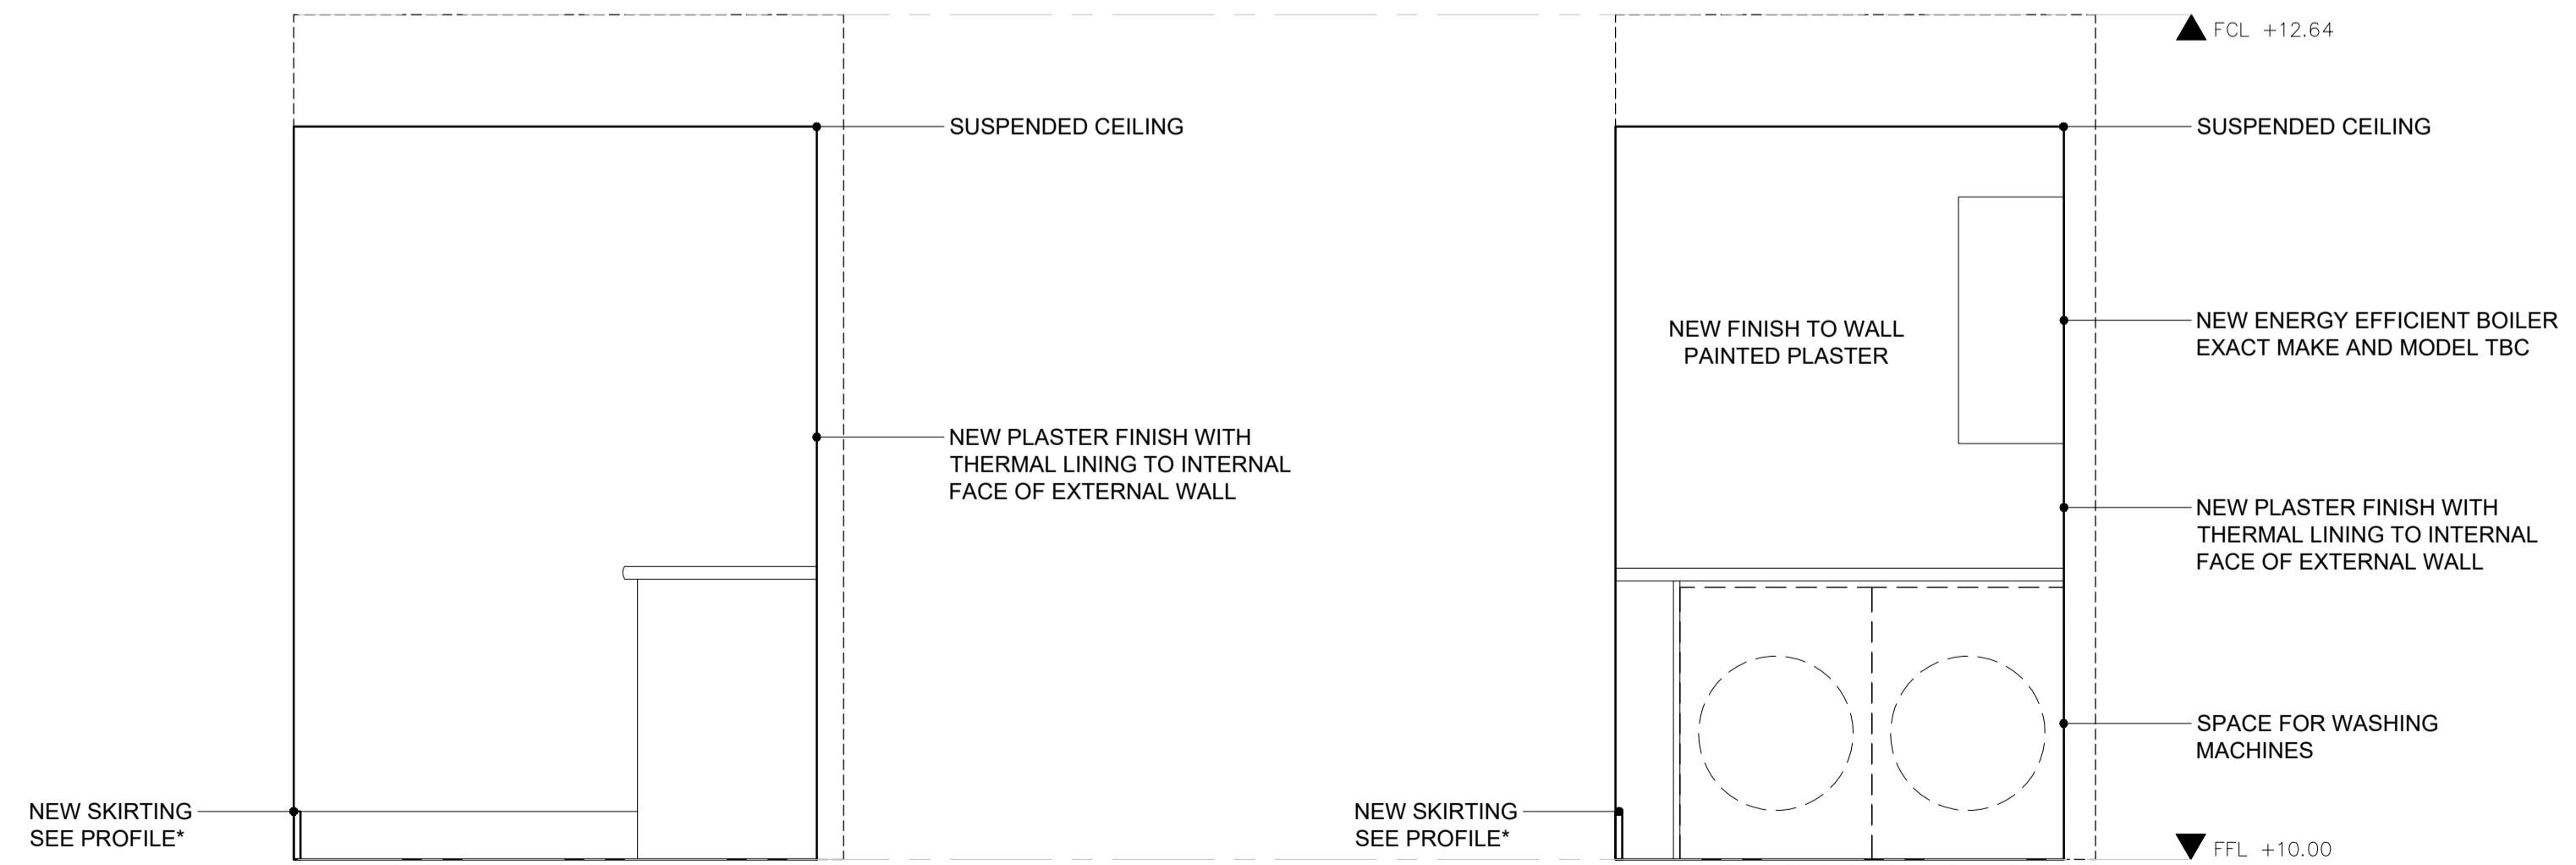 FCL +12.64
SUSPENDED CEILING
SUSPENDED CEILING
NEW FINISH TO WALL
PAINTED PLASTER
NEW ENERGY EFFICIENT BOILER
EXACT MAKE AND MODEL TBC
NEW PLASTER FINISH WITH
THERMAL LINING TO INTERNAL
FACE OF EXTERNAL WALL
NEW PLASTER FINISH WITH
THERMAL LINING TO INTERNAL
FACE OF EXTERNAL WALL
SPACE FOR WASHING
MACHINES
NEW SKIRTING
SEE PROFILE*
NEW SKIRTING
SEE PROFILE*
FFL +10.00